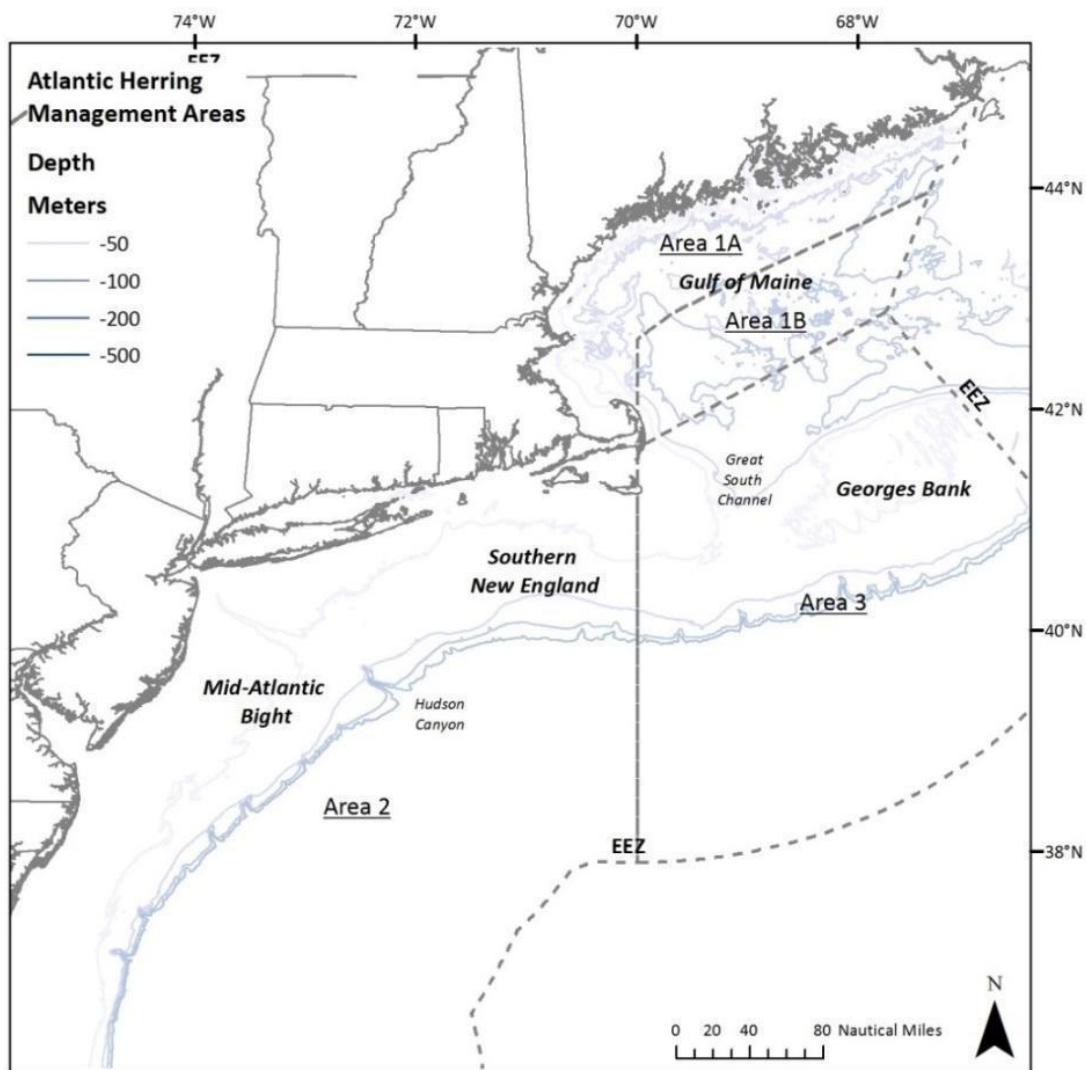 74°W
72°W
70°W
68°W
EEZ
Atlantic Herring
Management Areas
Depth
Meters
-50
-100
-200
-500
44°N
Area 1A
Gulf of Maine
Area 1B
EEZ
42°N
Great
South
Channel
Georges Bank
Southern
New England
Area 3
40°N
Mid-Atlantic
Bight
Hudson
Canyon
Area 2
EEZ
38°N
N
0 20 40 80 Nautical Miles